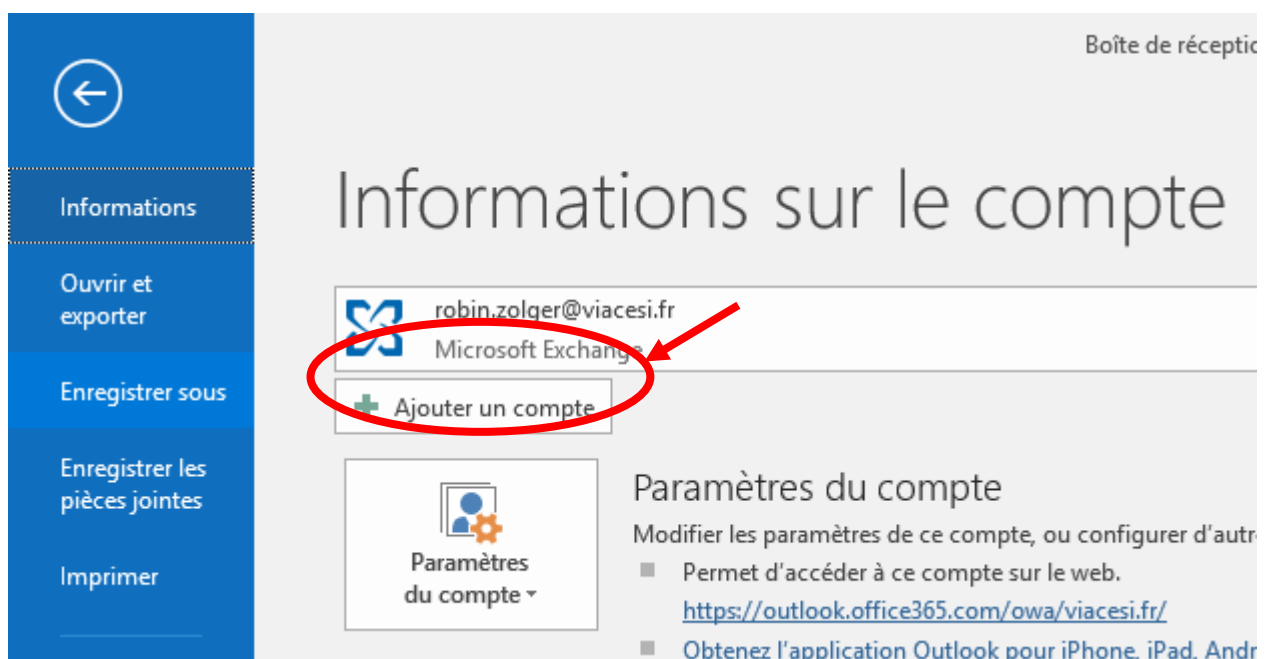 Boîte de réceptic
Informations sur le compte
Informations
Ouvrir et
exporter
Enregistrer sous
Enregistrer les
pièces jointes
Imprimer
robin.zolger@viacesi.fr
Microsoft Exchange
Ajouter un compte
Paramètres
du compte
Paramètres du compte
Modifier les paramètres de ce compte, ou configurer d'autr
Permet d'accéder à ce compte sur le web.
https://outlook.office365.com/owa/viacesi.fr/
Obtenez l'application Outlook pour iPhone, iPad, Andr